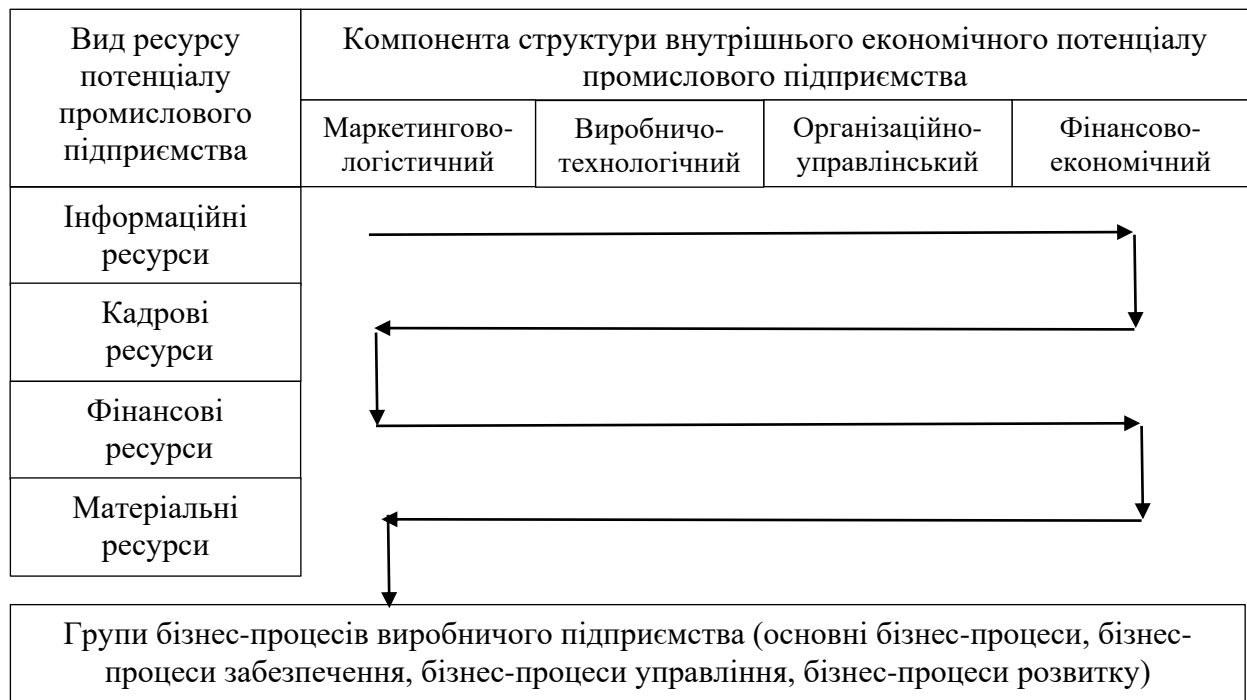 Вид ресурсу
потенціалу
промислового
підприємства
Компонента структури внутрішнього економічного потенціалу
промислового підприємства
Маркетингово-
логістичний
Виробничо-
технологічний
Організаційно-
управлінський
Фінансово-
економічний
Інформаційні
ресурси
Кадрові
ресурси
Фінансові
ресурси
Матеріальні
ресурси
Групи бізнес-процесів виробничого підприємства (основні бізнес-процеси, бізнес-
процеси забезпечення, бізнес-процеси управління, бізнес-процеси розвитку)